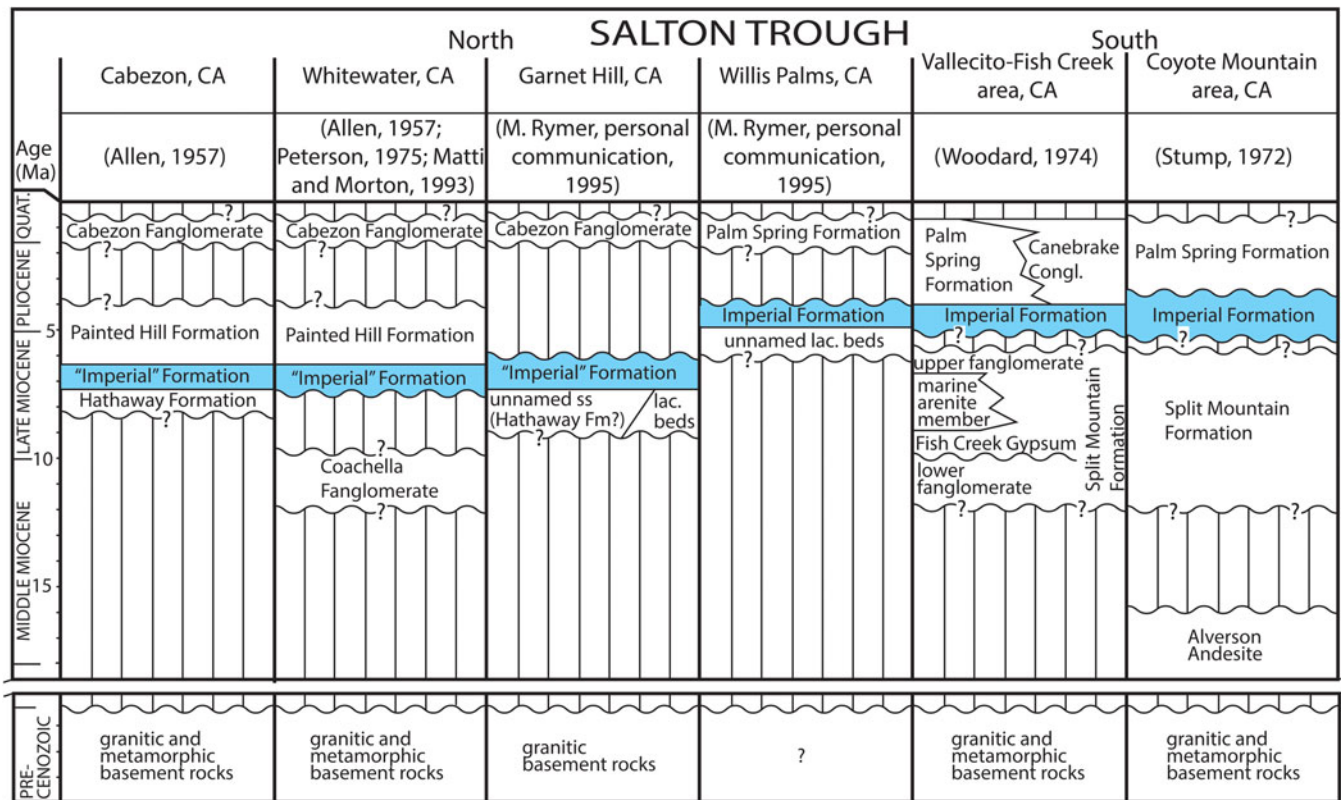 North
SALTON TROUGH
South
Cabezon, CA
Whitewater, CA
Garnet Hill, CA
Willis Palms, CA
Vallecito-Fish Creek
area, CA
Coyote Mountain
area, CA
Age
(Ma)
(Allen, 1957)
(Allen, 1957;
Peterson, 1975; Matti
and Morton, 1993)
(M. Rymer, personal
communication,
1995)
(M. Rymer, personal
communication,
1995)
(Woodard, 1974)
(Stump, 1972)
QUAT.
PLIOCENE
LATE MIOCENE
MIDDLE MIOCENE
PRE-
CENOZOIC
5
10
15
?
Cabezon Fanglomerate
?
?
Painted Hill Formation
"Imperial" Formation
Hathaway Formation
?
granitic and
metamorphic
basement rocks
?
Cabezon Fanglomerate
?
?
Painted Hill Formation
"Imperial" Formation
?
Coachella
Fanglomerate
?
granitic and
metamorphic
basement rocks
?
Cabezon Fanglomerate
"Imperial" Formation
unnamed ss
(Hathaway Fm?)
lac.
beds
?
granitic
basement rocks
?
Palm Spring Formation
?
Imperial Formation
unnamed lac. beds
?
?
Palm
Spring
Formation
Canebrake
Congl.
Imperial Formation
?
?
?
upper fanglomerate
marine
arenite
member
Fish Creek Gypsum
lower
fanglomerate
Split Mountain
Formation
?
?
granitic and
metamorphic
basement rocks
?
Palm Spring Formation
Imperial Formation
?
?
?
Split Mountain
Formation
?
?
Alverson
Andesite
granitic and
metamorphic
basement rocks